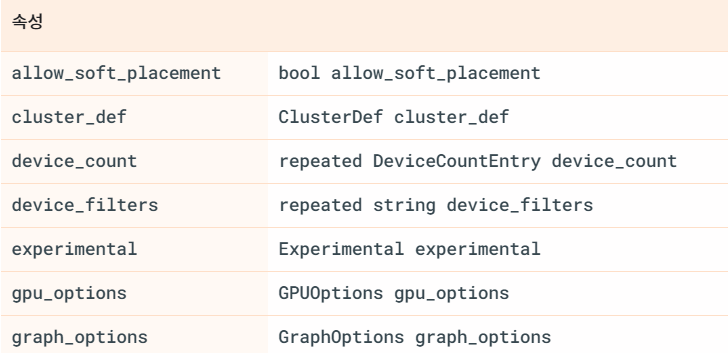 속성
allow_soft_placement bool allow_soft_placement
cluster_def ClusterDef cluster_def
device_count repeated DeviceCountEntry device_count
device_filters repeated string device_filters
experimental Experimental experimental
gpu_options GPUOptions gpu_options
graph_options GraphOptions graph_options